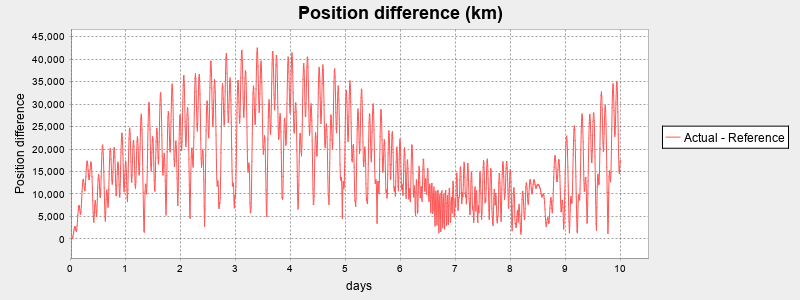 Position difference (km)
45,000
40,000
35,000
30,000
25,000
20,000
15,000
10,000
5,000
0
Position difference
0 1 2 3 4 5 6 7 8 9 10
days
Actual - Reference